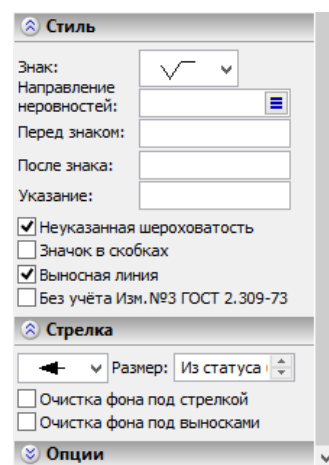 Стиль
Знак:
Направление
неровностей:
Перед знаком:
После знака:
Указание:
Неуказанная шероховатость
Значок в скобках
Выносная линия
Без учёта Изм.№3 ГОСТ 2.309-73
Стрелка
Размер: Из статуса (
Очистка фона под стрелкой
Очистка фона под выносками
Опции